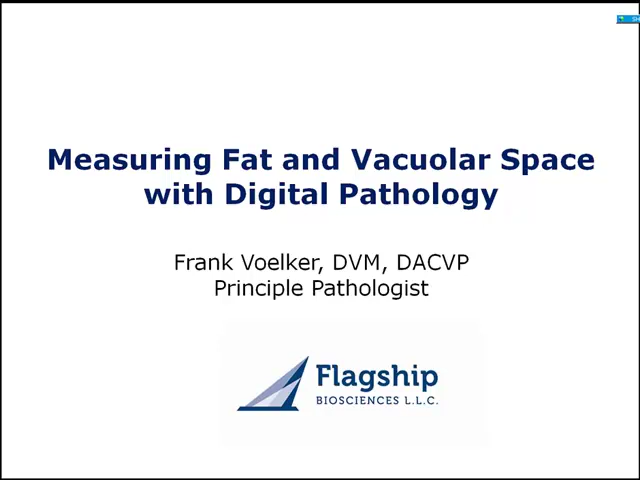 Measuring Fat and Vacuolar Space
with Digital Pathology
Frank Voelker, DVM, DACVP
Principle Pathologist
Flagship
BIOSCIENCES L.L.C.